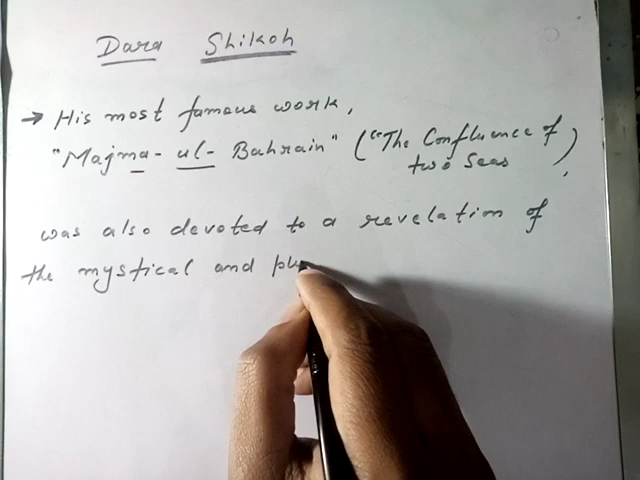 Dara Shikoh
→ His most famous work,
"Majma-ul-Bahrain" ("The Confluence of
two Seas),
was also devoted to a revelation of
the mystical and